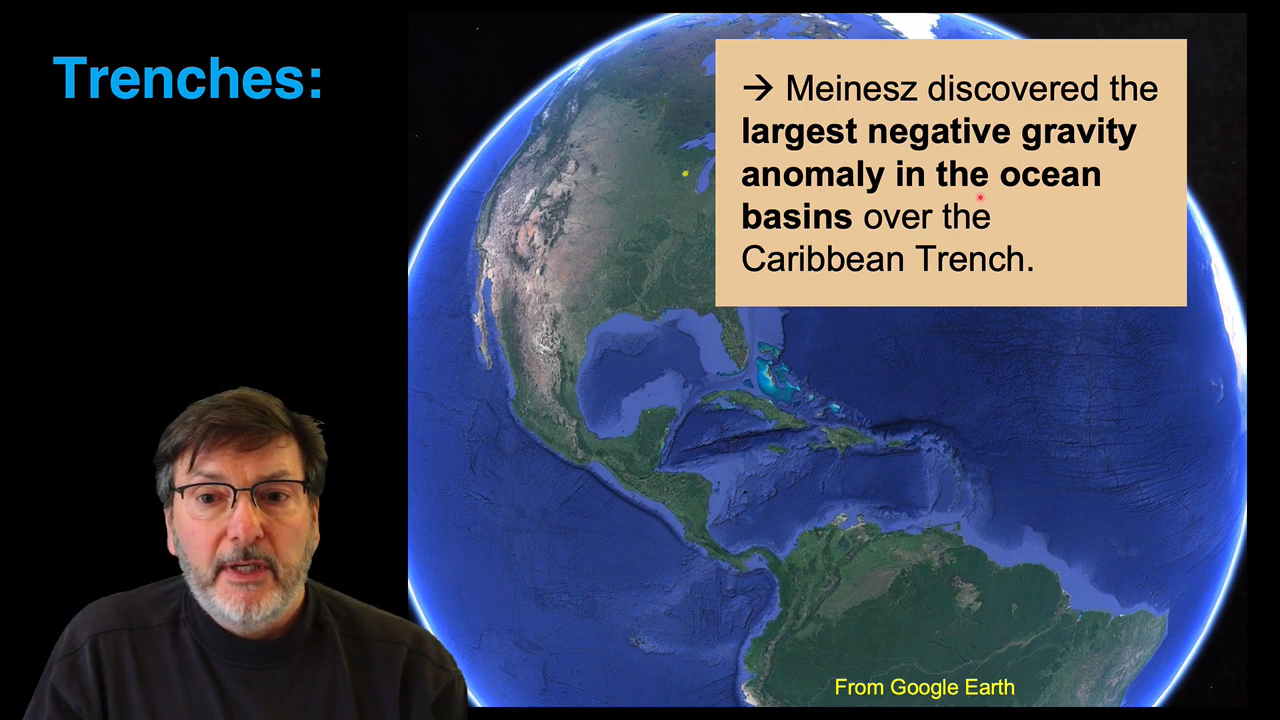 Trenches:
→ Meinesz discovered the
largest negative gravity
anomaly in the ocean
basins over the
Caribbean Trench.
From Google Earth